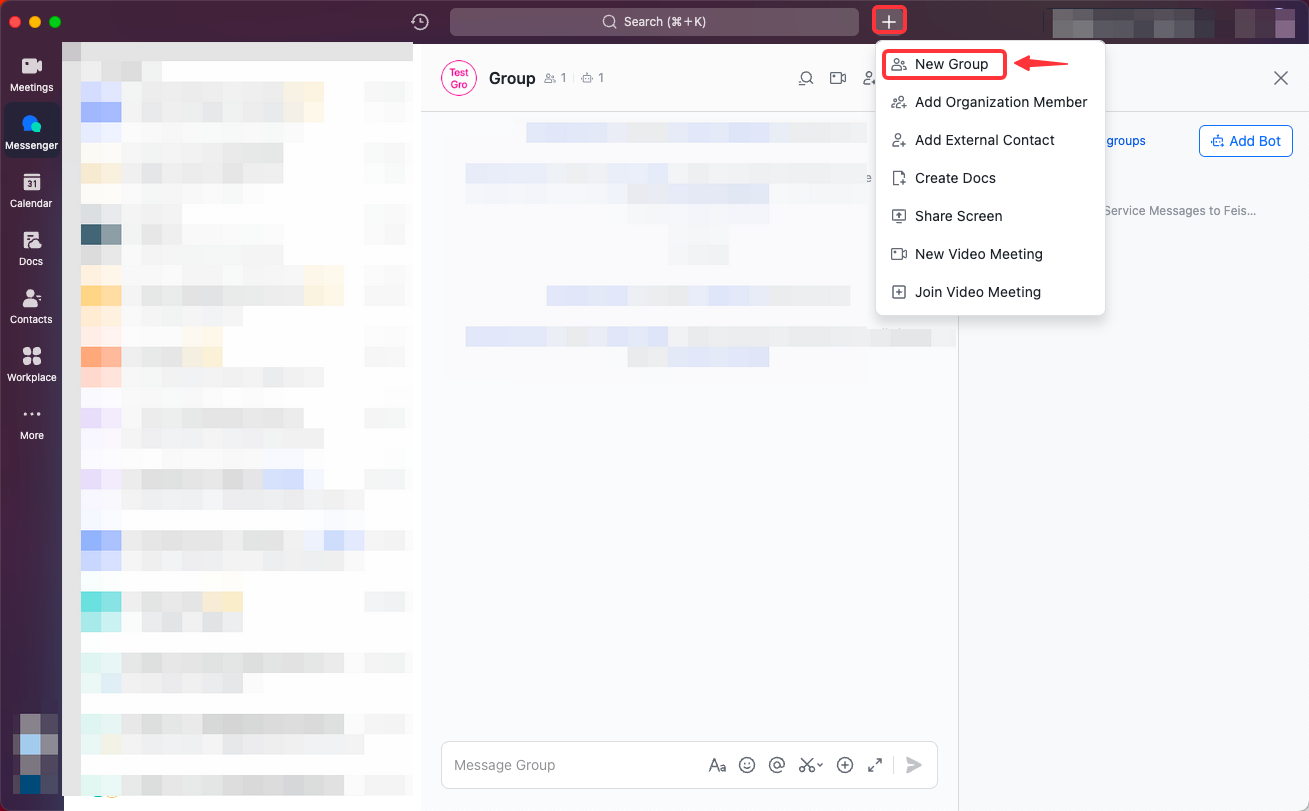 Search (⌘+K)
Meetings
Messenger
31
Calendar
Docs
Contacts
Workplace
More
Test
Gro
Group
1
1
New Group
Add Organization Member
Add External Contact
Create Docs
Share Screen
New Video Meeting
Join Video Meeting
groups
Add Bot
Service Messages to Feis...
e
Message Group
Aa